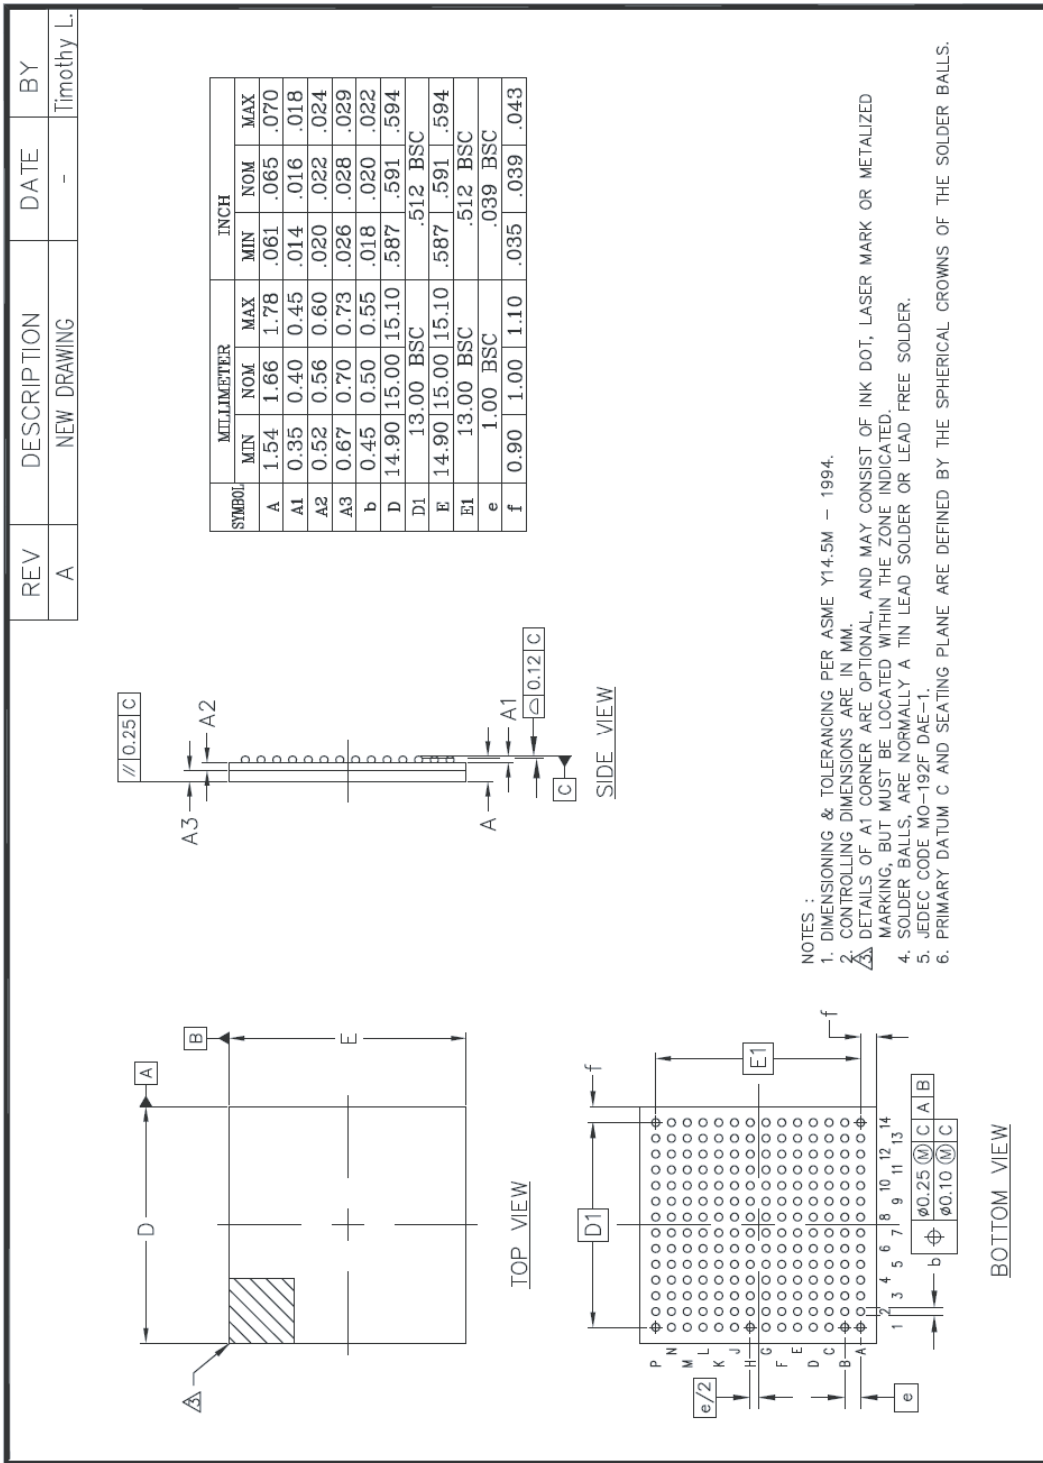 REV DESCRIPTION DATE BY
A NEW DRAWING - Timothy L.
D
A
B
E
3
TOP VIEW
// 0.25 C
A3
A2
A
A1
0.12 C
C
SIDE VIEW
SYMBOL MILLIMETER INCH
MIN NOM MAX MIN NOM MAX
A 1.54 1.66 1.78 .061 .065 .070
A1 0.35 0.40 0.45 .014 .016 .018
A2 0.52 0.56 0.60 .020 .022 .024
A3 0.67 0.70 0.73 .026 .028 .029
b 0.45 0.50 0.55 .018 .020 .022
D 14.90 15.00 15.10 .587 .591 .594
D1 13.00 BSC .512 BSC
E 14.90 15.00 15.10 .587 .591 .594
E1 13.00 BSC .512 BSC
e 1.00 BSC .039 BSC
f 0.90 1.00 1.10 .035 .039 .043
D1
f
E1
f
P
N
M
L
K
J
H
G
F
E
D
C
B
A
e/2
e
1 2 3 4 5 6 7 8 9 10 11 12 13 14
b
ø0.25 Ⓜ C A B
ø0.10 Ⓜ C
BOTTOM VIEW
NOTES :
1. DIMENSIONING & TOLERANCING PER ASME Y14.5M – 1994.
2. CONTROLLING DIMENSIONS ARE IN MM.
3. DETAILS OF A1 CORNER ARE OPTIONAL, AND MAY CONSIST OF INK DOT, LASER MARK OR METALIZED
MARKING, BUT MUST BE LOCATED WITHIN THE ZONE INDICATED.
4. SOLDER BALLS, ARE NORMALLY A TIN LEAD SOLDER OR LEAD FREE SOLDER.
5. JEDEC CODE MO–192F DAE–1.
6. PRIMARY DATUM C AND SEATING PLANE ARE DEFINED BY THE SPHERICAL CROWNS OF THE SOLDER BALLS.